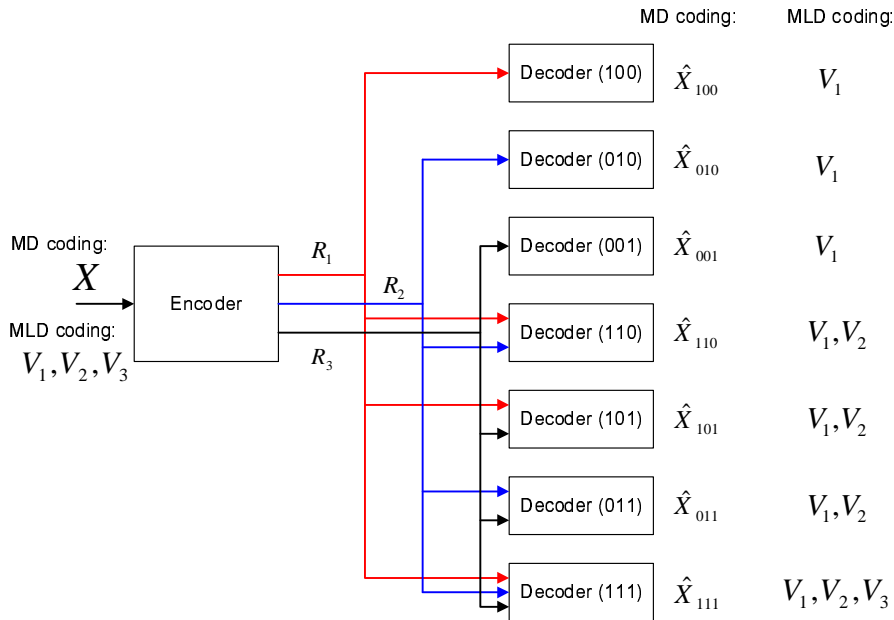 MD coding: MLD coding:
Decoder (100) X̂₁₀₀ V₁
Decoder (010) X̂₀₁₀ V₁
Decoder (001) X̂₀₀₁ V₁
MD coding:
X
Encoder
MLD coding:
V₁,V₂,V₃
R₁
R₂
R₃
Decoder (110) X̂₁₁₀ V₁,V₂
Decoder (101) X̂₁₀₁ V₁,V₂
Decoder (011) X̂₀₁₁ V₁,V₂
Decoder (111) X̂₁₁₁ V₁,V₂,V₃